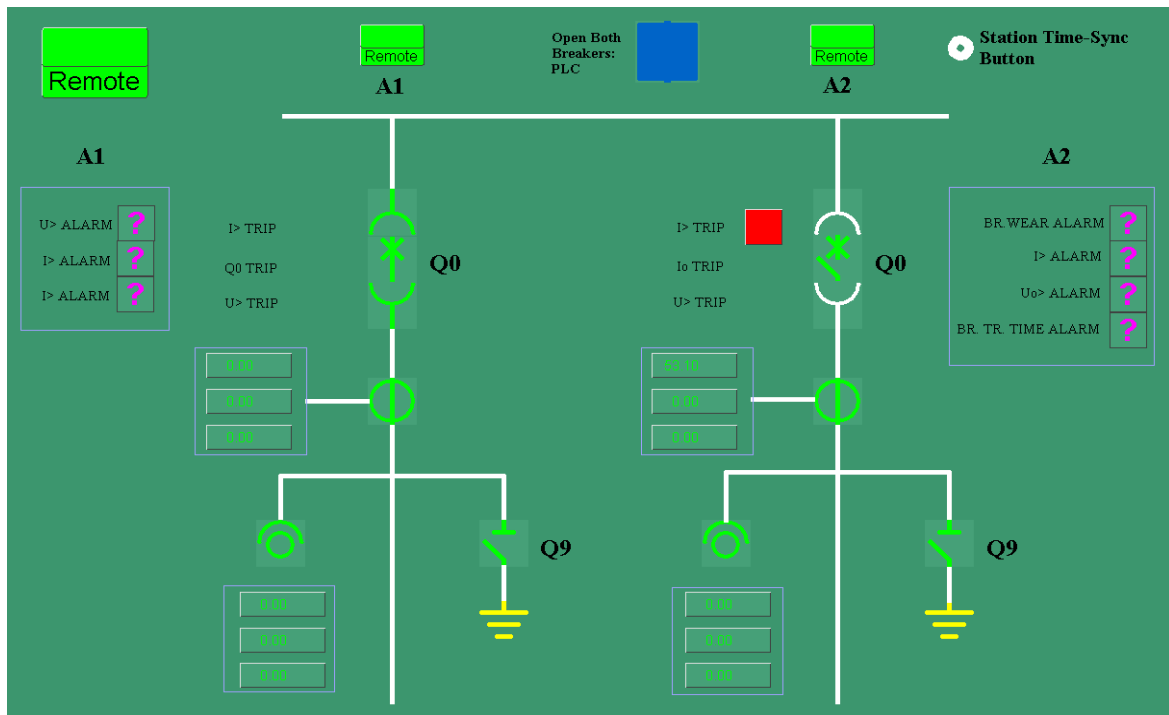 Remote
Remote
A1
Open Both
Breakers:
PLC
Remote
A2
Station Time-Sync
Button
A1
U> ALARM ?
I> ALARM ?
I> ALARM ?
I> TRIP
Q0 TRIP
U> TRIP
Q0
I> TRIP
Io TRIP
U> TRIP
Q0
A2
BR.WEAR ALARM ?
I> ALARM ?
Uo> ALARM ?
BR. TR. TIME ALARM ?
0.00
0.00
0.00
53.10
0.00
0.00
Q9
Q9
0.00
0.00
0.00
0.00
0.00
0.00